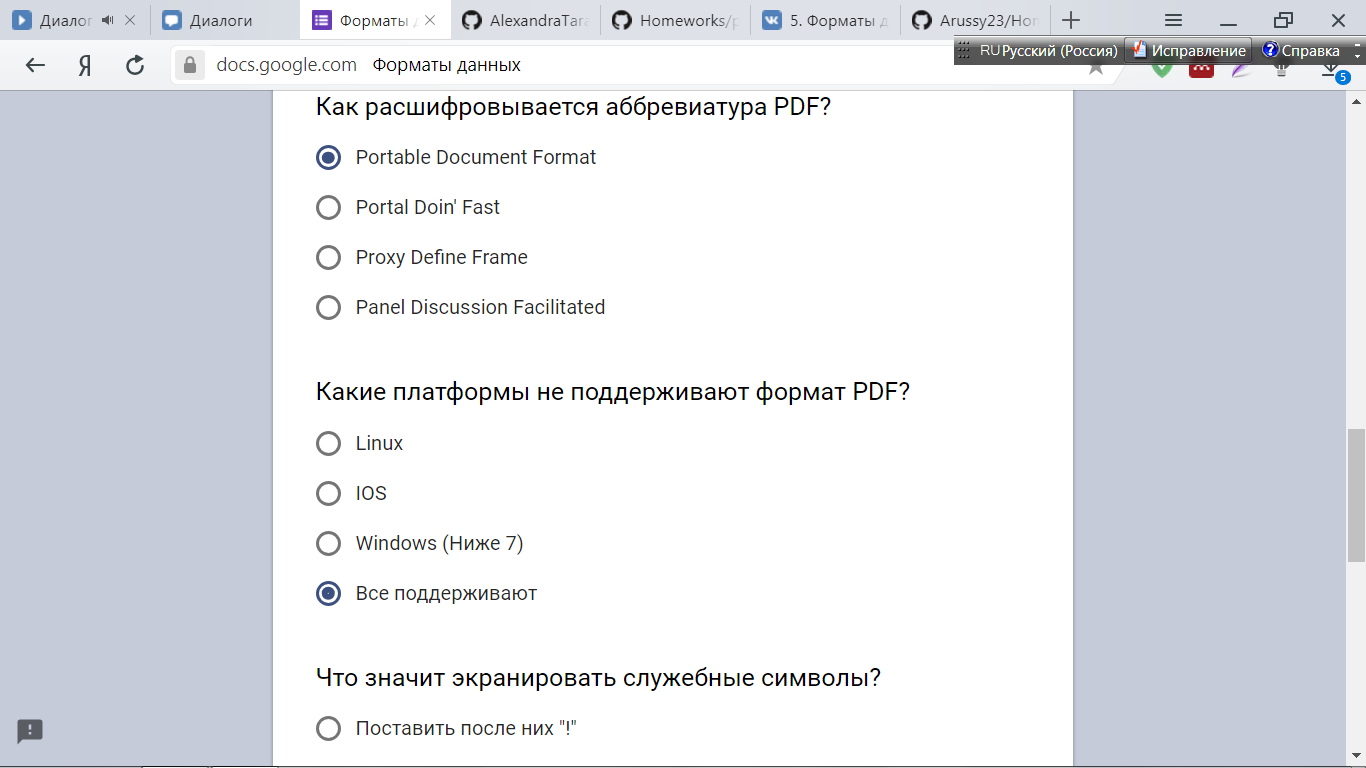 Диалог
Диалоги
Форматы д
AlexandraTara
Homeworks/p
5. Форматы д
Arussy23/Hom
RU Русский (Россия)
Исправление
Справка
Я
docs.google.com
Форматы данных
5
Как расшифровывается аббревиатура PDF?
Portable Document Format
Portal Doin' Fast
Proxy Define Frame
Panel Discussion Facilitated
Какие платформы не поддерживают формат PDF?
Linux
IOS
Windows (Ниже 7)
Все поддерживают
Что значит экранировать служебные символы?
Поставить после них "!"